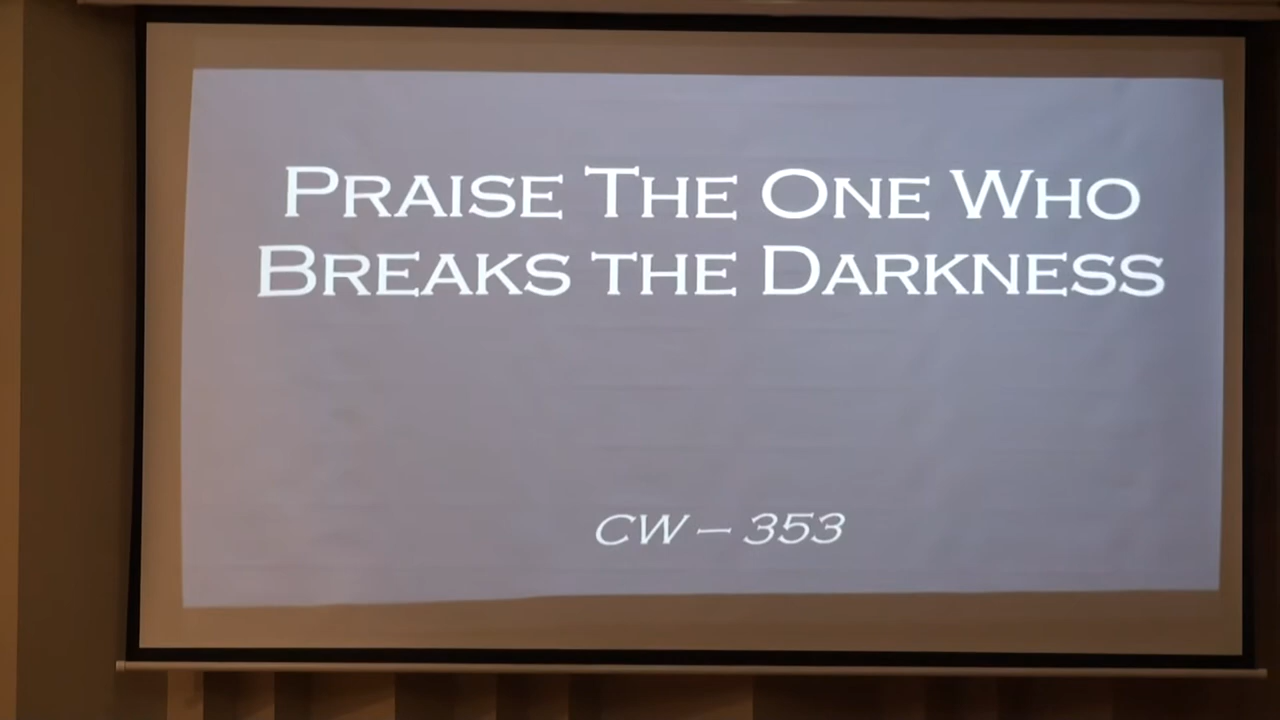 Praise The One Who
Breaks the Darkness
CW – 353